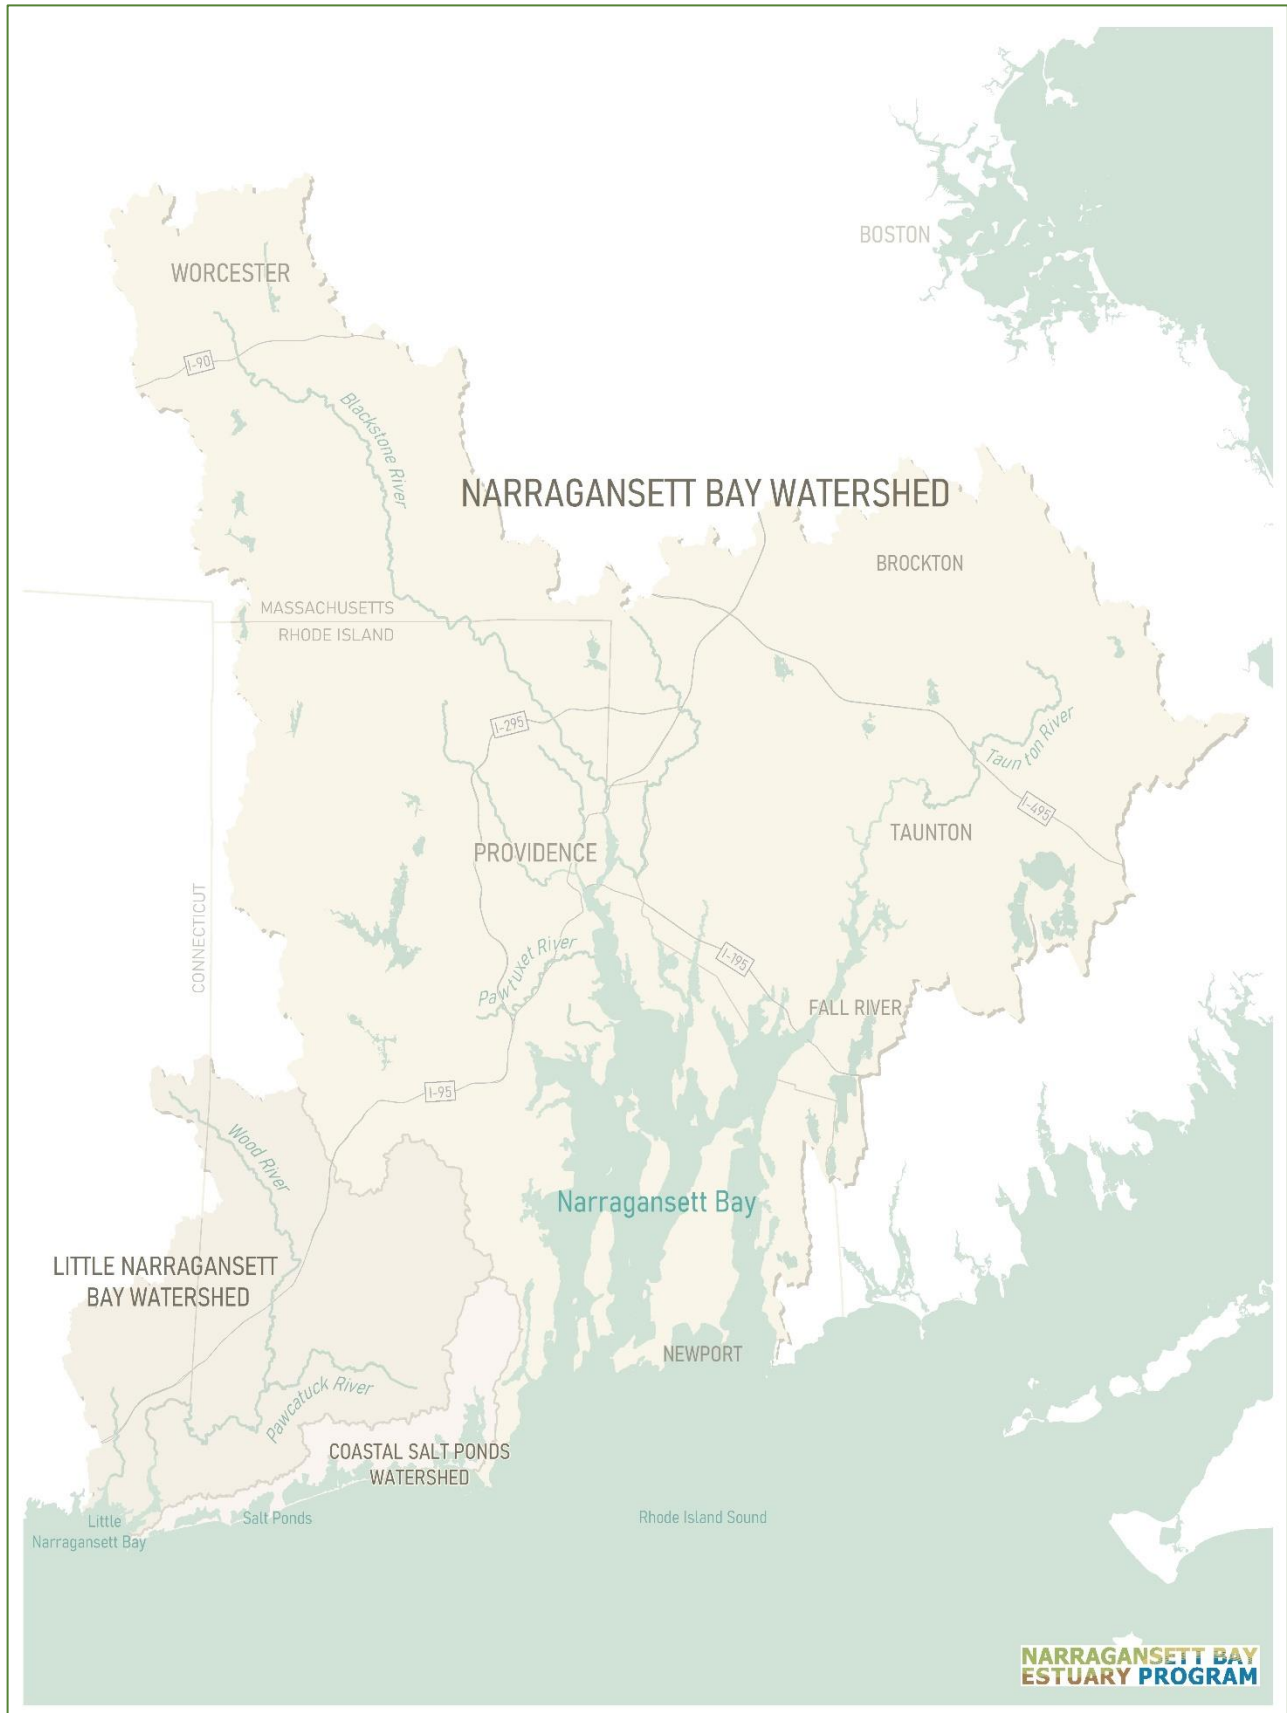 BOSTON
WORCESTER
I-90
Blackstone River
NARRAGANSETT BAY WATERSHED
BROCKTON
MASSACHUSETTS
RHODE ISLAND
I-295
Taunton River
I-495
TAUNTON
PROVIDENCE
CONNECTICUT
Pawtuxet River
I-195
FALL RIVER
I-95
Wood River
Narragansett Bay
LITTLE NARRAGANSETT
BAY WATERSHED
NEWPORT
Pawcatuck River
COASTAL SALT PONDS
WATERSHED
Little
Narragansett Bay
Salt Ponds
Rhode Island Sound
NARRAGANSETT BAY
ESTUARY PROGRAM